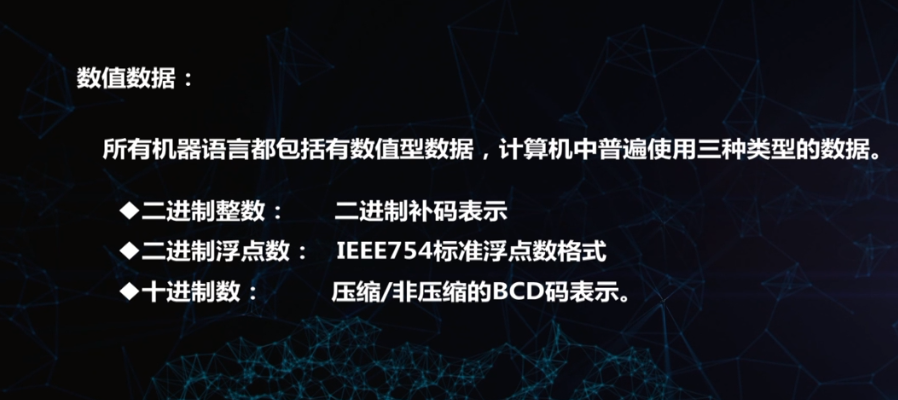 数值数据：
所有机器语言都包括有数值型数据，计算机中普遍使用三种类型的数据。
◆二进制整数： 二进制补码表示
◆二进制浮点数： IEEE754标准浮点数格式
◆十进制数： 压缩/非压缩的BCD码表示。